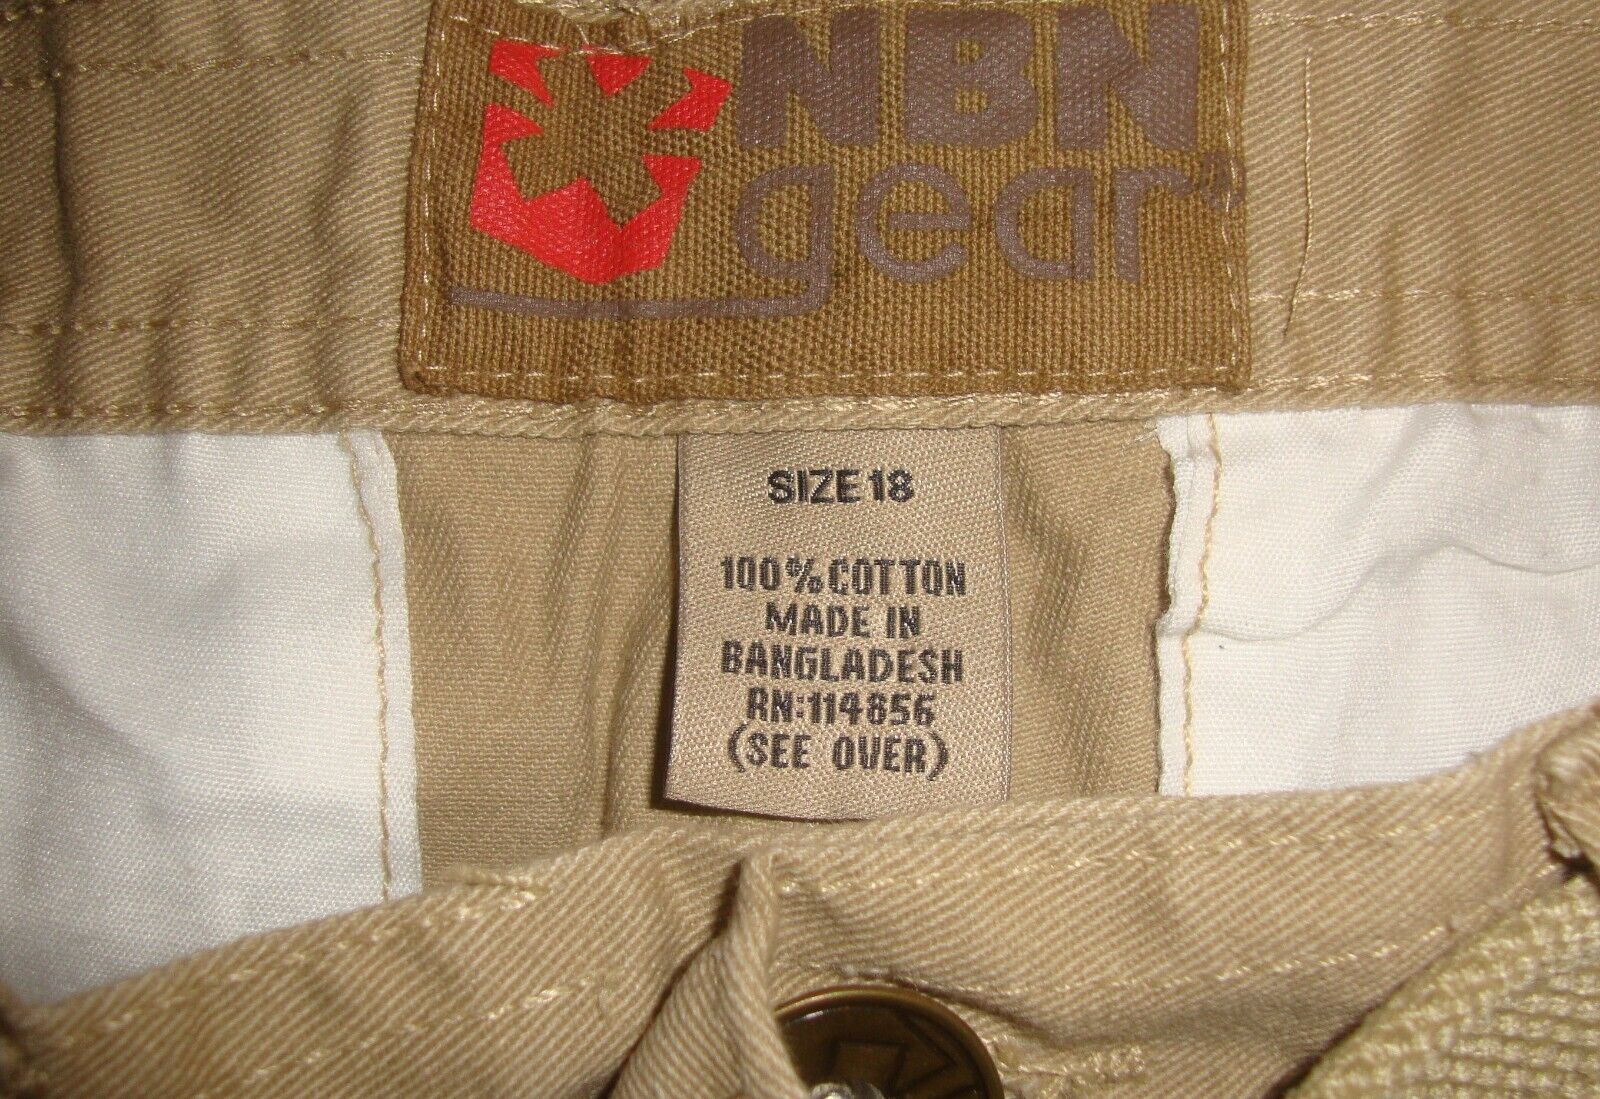 NBN
gear®
SIZE 18
100% COTTON
MADE IN
BANGLADESH
RN:114856
(SEE OVER)